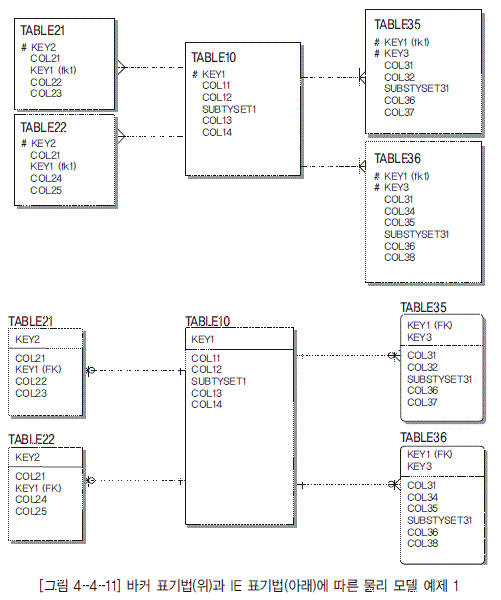 TABLE21
# KEY2
COL21
KEY1 (fk1)
COL22
COL23
TABLE22
# KEY2
COL21
KEY1 (fk1)
COL24
COL25
TABLE10
# KEY1
COL11
COL12
SUBTYSET1
COL13
COL14
TABLE35
# KEY1 (fk1)
# KEY3
COL31
COL32
SUBSTYSET31
COL36
COL37
TABLE36
# KEY1 (fk1)
# KEY3
COL31
COL34
COL35
SUBSTYSET31
COL36
COL38
TABLE21
KEY2
COL21
KEY1 (FK)
COL22
COL23
TABLE22
KEY2
COL21
KEY1 (FK)
COL24
COL25
TABLE10
KEY1
COL11
COL12
SUBTYSET1
COL13
COL14
TABLE35
KEY1 (FK)
KEY3
COL31
COL32
SUBSTYSET31
COL36
COL37
TABLE36
KEY1 (FK)
KEY3
COL31
COL34
COL35
SUBSTYSET31
COL36
COL38
[그림 4-4-11] 바커 표기법(위)과 IE 표기법(아래)에 따른 물리 모델 예제 1